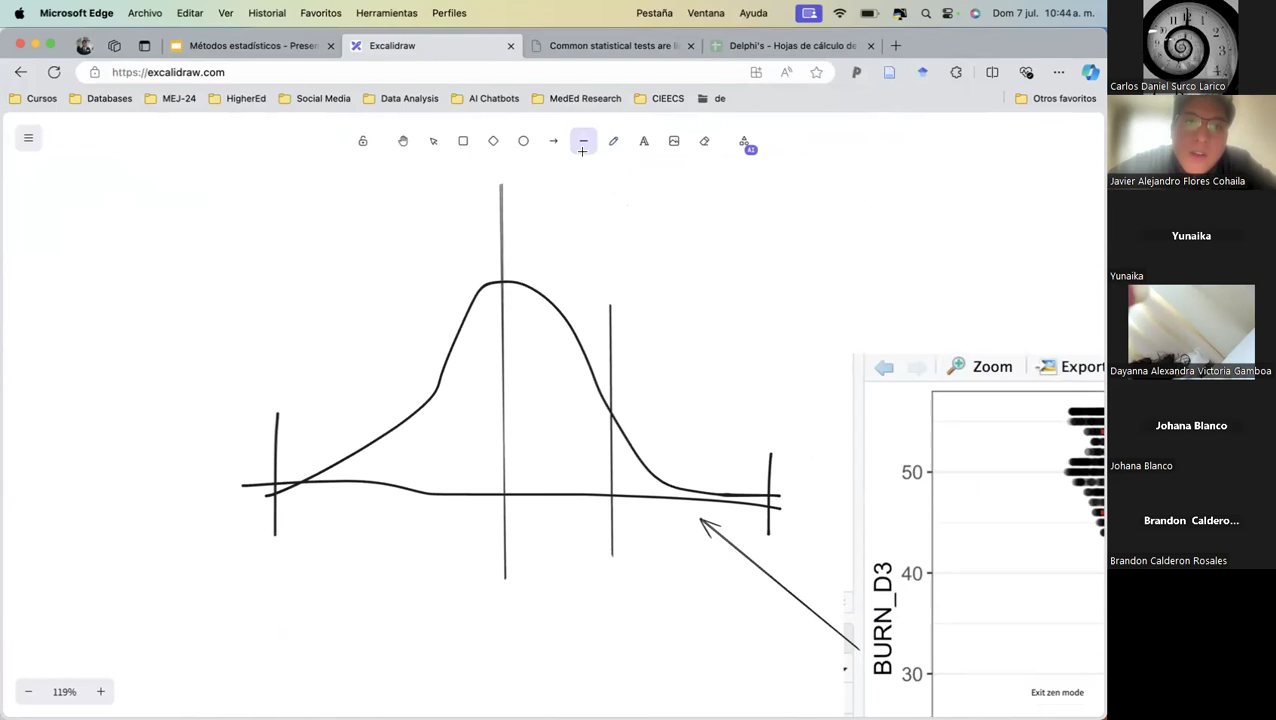 Microsoft Edge Archivo Edición Ver Historial Favoritos Herramientas Perfiles Pestaña Ventana Ayuda Dom 7 jul. 10:44 a. m.
Métodos estadísticos - Presen
Excalidraw
Common statistical tests are li
Delphi's - Hojas de cálculo de
https://excalidraw.com
Cursos Databases MEJ-24 HigherEd Social Media Data Analysis AI Chatbots MedEd Research CIEECS de Otros favoritos
AI
Zoom Export
50
40
30
BURN_D3
Exit zen mode
119%
Carlos Daniel Surco Larico
Javier Alejandro Flores Cohaila
Yunaika
Yunaika
Dayanna Alexandra Victoria Gamboa
Johana Blanco
Johana Blanco
Brandon Caldero...
Brandon Calderon Rosales